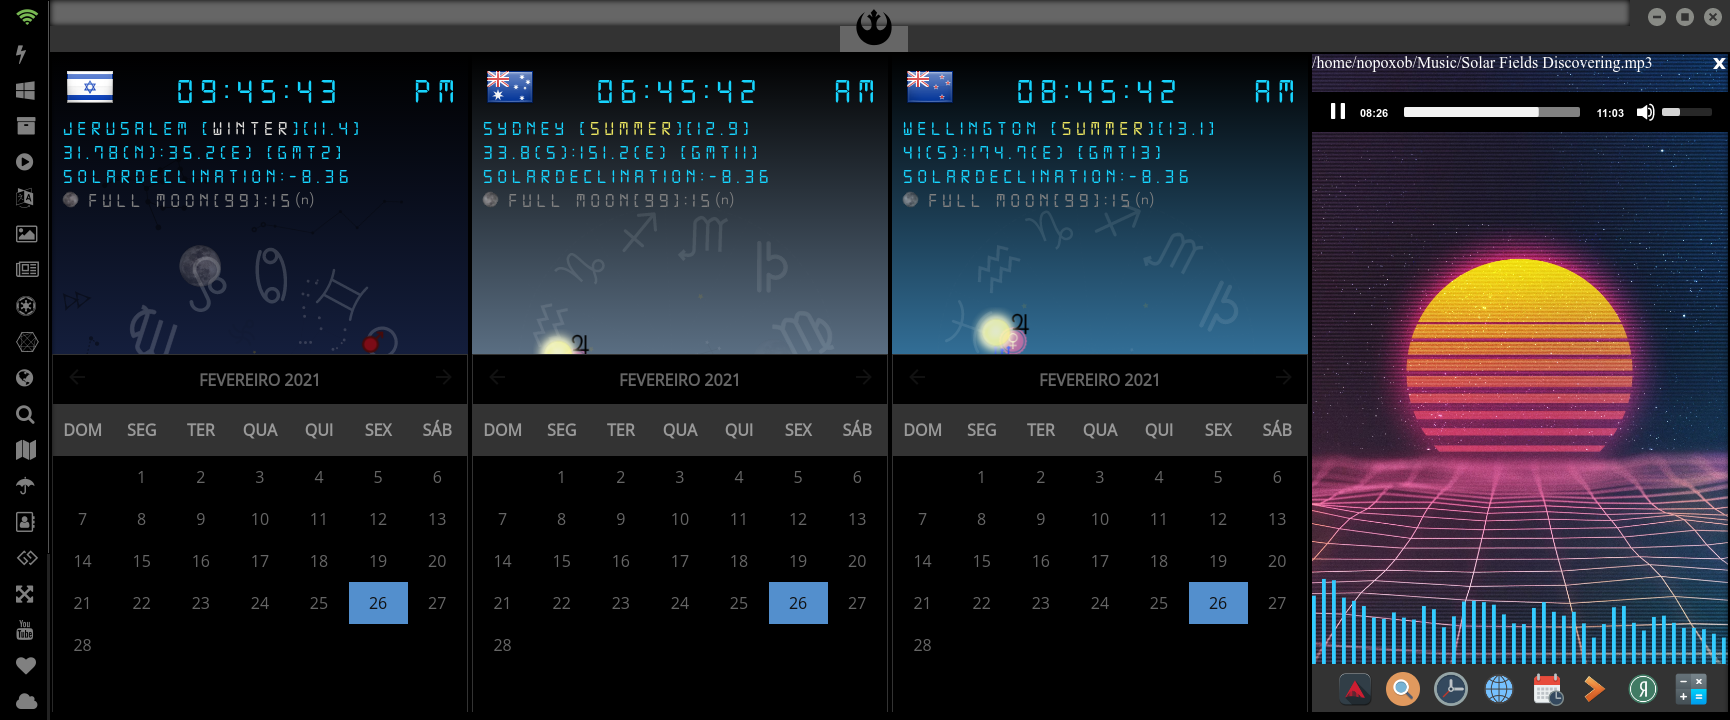 09:45:43 PM
JERUSALEM [WINTER][11.4]
31.78(N):35.2(E) [GMT2]
SOLARDECLINATION:-8.36
FULL MOON[99]:15(n)
FEVEREIRO 2021
DOM SEG TER QUA QUI SEX SÁB
1 2 3 4 5 6
7 8 9 10 11 12 13
14 15 16 17 18 19 20
21 22 23 24 25 26 27
28
06:45:42 AM
SYDNEY [SUMMER][12.9]
33.8(S):151.2(E) [GMT11]
SOLARDECLINATION:-8.36
FULL MOON[99]:15(n)
FEVEREIRO 2021
DOM SEG TER QUA QUI SEX SÁB
1 2 3 4 5 6
7 8 9 10 11 12 13
14 15 16 17 18 19 20
21 22 23 24 25 26 27
28
08:45:42 AM
WELLINGTON [SUMMER][13.1]
41(S):174.7(E) [GMT13]
SOLARDECLINATION:-8.36
FULL MOON[99]:15(n)
FEVEREIRO 2021
DOM SEG TER QUA QUI SEX SÁB
1 2 3 4 5 6
7 8 9 10 11 12 13
14 15 16 17 18 19 20
21 22 23 24 25 26 27
28
/home/nopoxob/Music/Solar Fields Discovering.mp3 x
08:26 11:03
You
Tube
Я